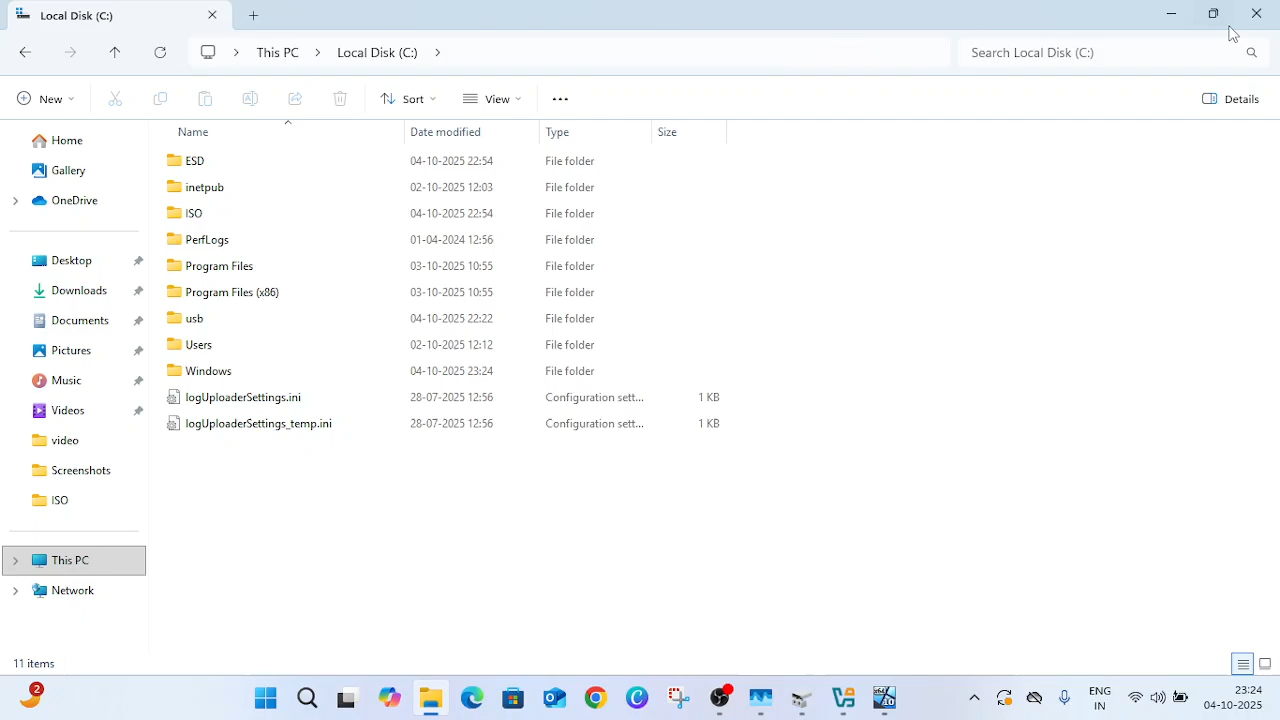 Local Disk (C:)
This PC > Local Disk (C:) >
Search Local Disk (C:)
New
Sort
View
Details
Name Date modified Type Size
Home
Gallery
OneDrive
Desktop
Downloads
Documents
Pictures
Music
Videos
video
Screenshots
ISO
This PC
Network
ESD 04-10-2025 22:54 File folder
inetpub 02-10-2025 12:03 File folder
ISO 04-10-2025 22:54 File folder
PerfLogs 01-04-2024 12:56 File folder
Program Files 03-10-2025 10:55 File folder
Program Files (x86) 03-10-2025 10:55 File folder
usb 04-10-2025 22:22 File folder
Users 02-10-2025 12:12 File folder
Windows 04-10-2025 23:24 File folder
logUploaderSettings.ini 28-07-2025 12:56 Configuration sett... 1 KB
logUploaderSettings_temp.ini 28-07-2025 12:56 Configuration sett... 1 KB
11 items
2
ENG
IN
23:24
04-10-2025